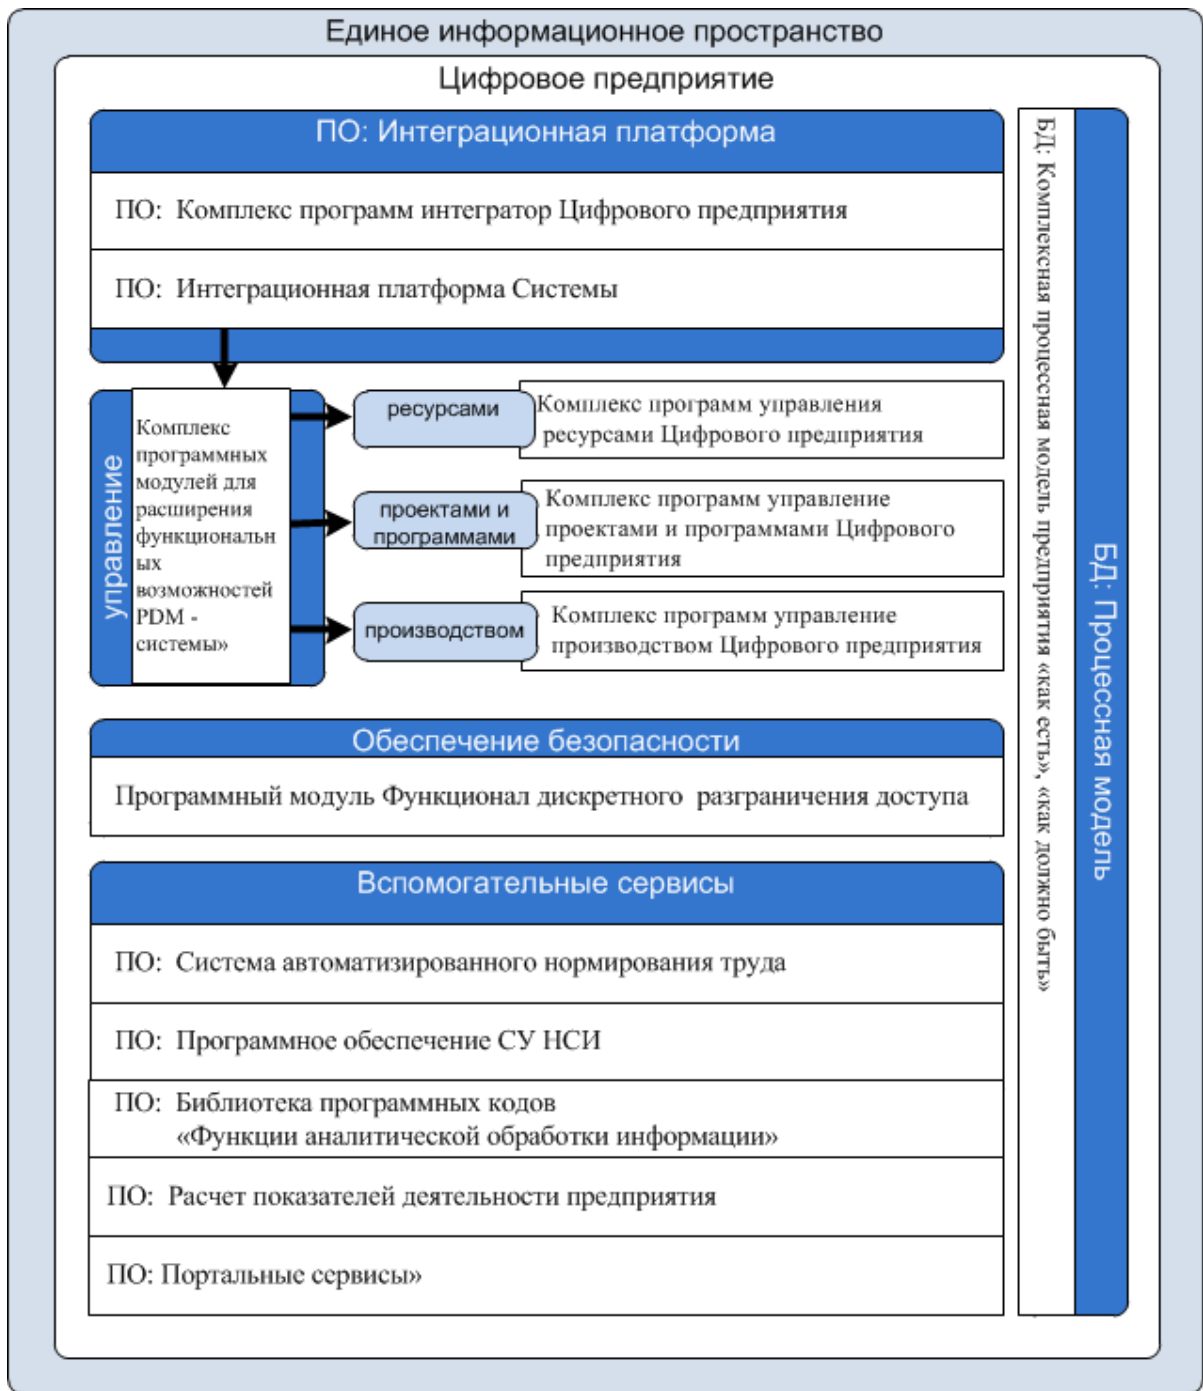 Единое информационное пространство
Цифровое предприятие
ПО: Интеграционная платформа
ПО: Комплекс программ интегратор Цифрового предприятия
ПО: Интеграционная платформа Системы
управление
Комплекс
программных
модулей для
расширения
функциональн
ых
возможностей
PDM -
системы»
ресурсами
Комплекс программ управления
ресурсами Цифрового предприятия
проектами и
программами
Комплекс программ управление
проектами и программами Цифрового
предприятия
производством
Комплекс программ управление
производством Цифрового предприятия
Обеспечение безопасности
Программный модуль Функционал дискретного разграничения доступа
Вспомогательные сервисы
ПО: Система автоматизированного нормирования труда
ПО: Программное обеспечение СУ НСИ
ПО: Библиотека программных кодов
«Функции аналитической обработки информации»
ПО: Расчет показателей деятельности предприятия
ПО: Портальные сервисы»
БД: Комплексная процессная модель предприятия «как есть», «как должно быть»
БД: Процессная модель